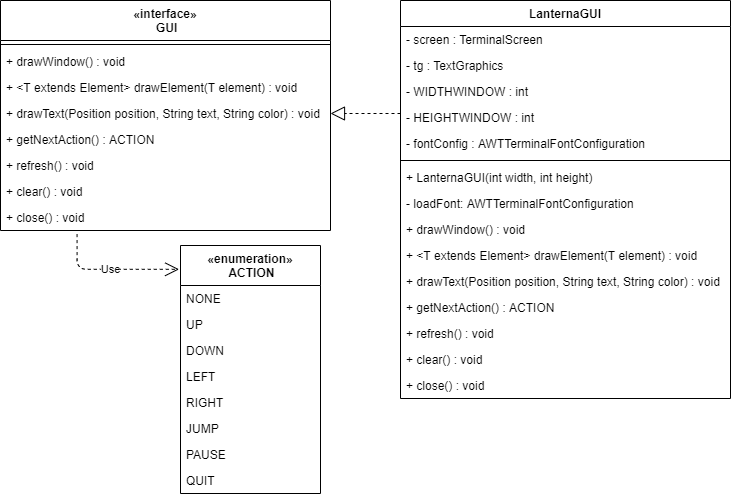 «interface»
GUI
+ drawWindow() : void
+ <T extends Element> drawElement(T element) : void
+ drawText(Position position, String text, String color) : void
+ getNextAction() : ACTION
+ refresh() : void
+ clear() : void
+ close() : void
Use
«enumeration»
ACTION
NONE
UP
DOWN
LEFT
RIGHT
JUMP
PAUSE
QUIT
LanternaGUI
- screen : TerminalScreen
- tg : TextGraphics
- WIDTHWINDOW : int
- HEIGHTWINDOW : int
- fontConfig : AWTTerminalFontConfiguration
+ LanternaGUI(int width, int height)
- loadFont: AWTTerminalFontConfiguration
+ drawWindow() : void
+ <T extends Element> drawElement(T element) : void
+ drawText(Position position, String text, String color) : void
+ getNextAction() : ACTION
+ refresh() : void
+ clear() : void
+ close() : void